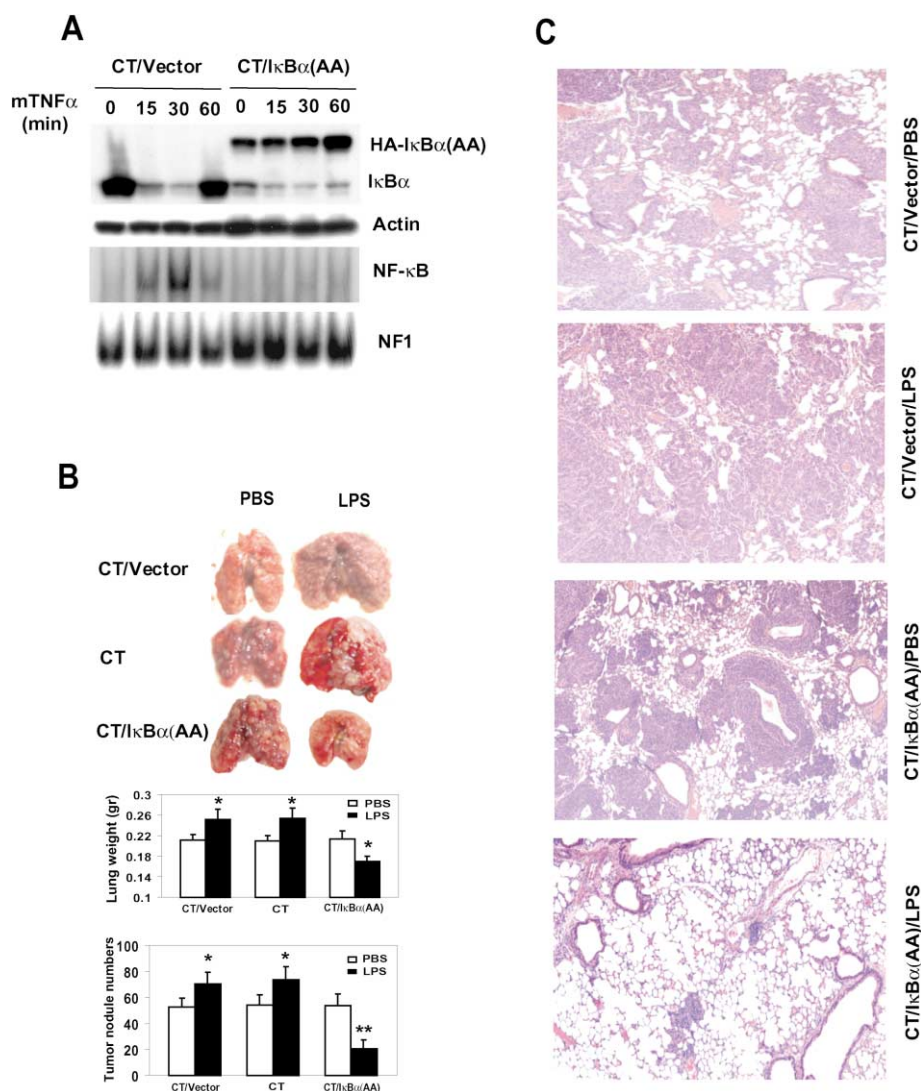 A
CT/Vector CT/IκBα(AA)
mTNFα
(min)
0 15 30 60 0 15 30 60
HA-IκBα(AA)
IκBα
Actin
NF-κB
NF1
B
PBS LPS
CT/Vector
CT
CT/IκBα(AA)
Lung weight (gr)
0.3
0.26
0.22
0.18
0.14
0.1
* * *
PBS
LPS
CT/Vector CT CT/IκBα(AA)
Tumor nodule numbers
100
80
60
40
20
0
* * **
PBS
LPS
CT/Vector CT CT/IκBα(AA)
C
CT/Vector/PBS
CT/Vector/LPS
CT/IκBα(AA)/PBS
CT/IκBα(AA)/LPS